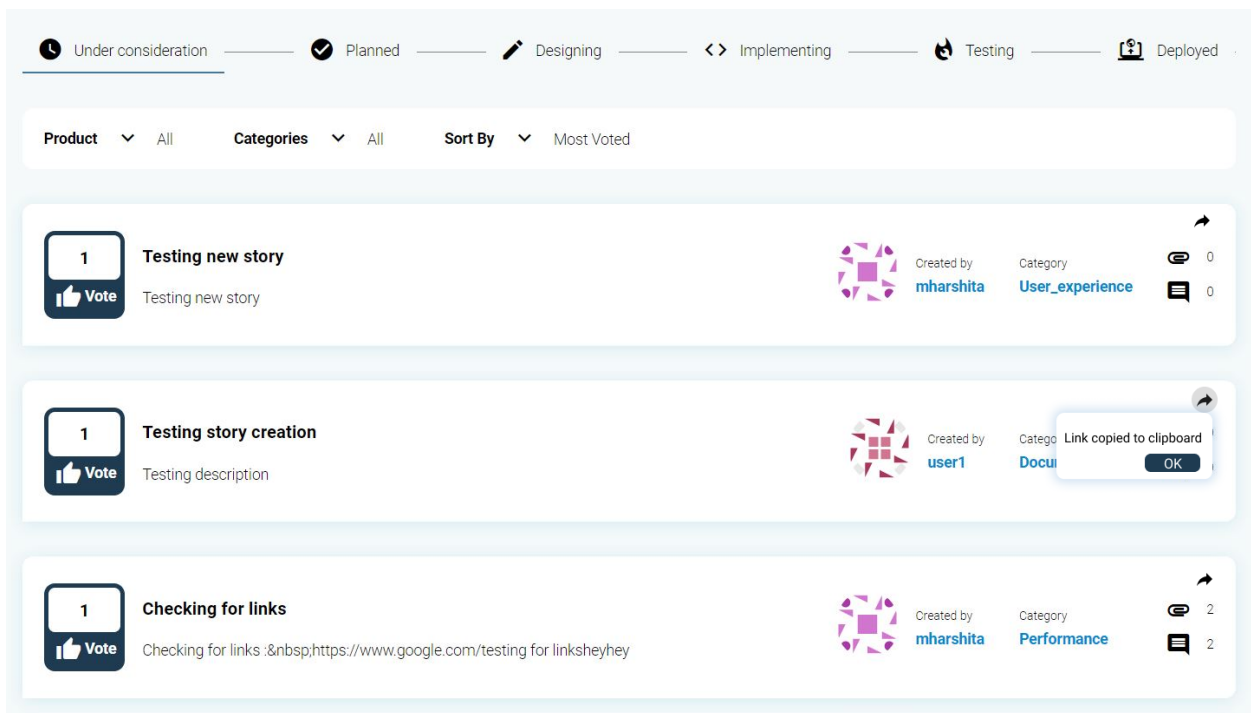 Under consideration Planned Designing Implementing Testing Deployed
Product All Categories All Sort By Most Voted
1
Vote
Testing new story
Testing new story
Created by
mharshita
Category
User_experience
0
0
1
Vote
Testing story creation
Testing description
Created by
user1
Link copied to clipboard
OK
1
Vote
Checking for links
Checking for links :&nbsp;https://www.google.com/testing for linksheyhey
Created by
mharshita
Category
Performance
2
2